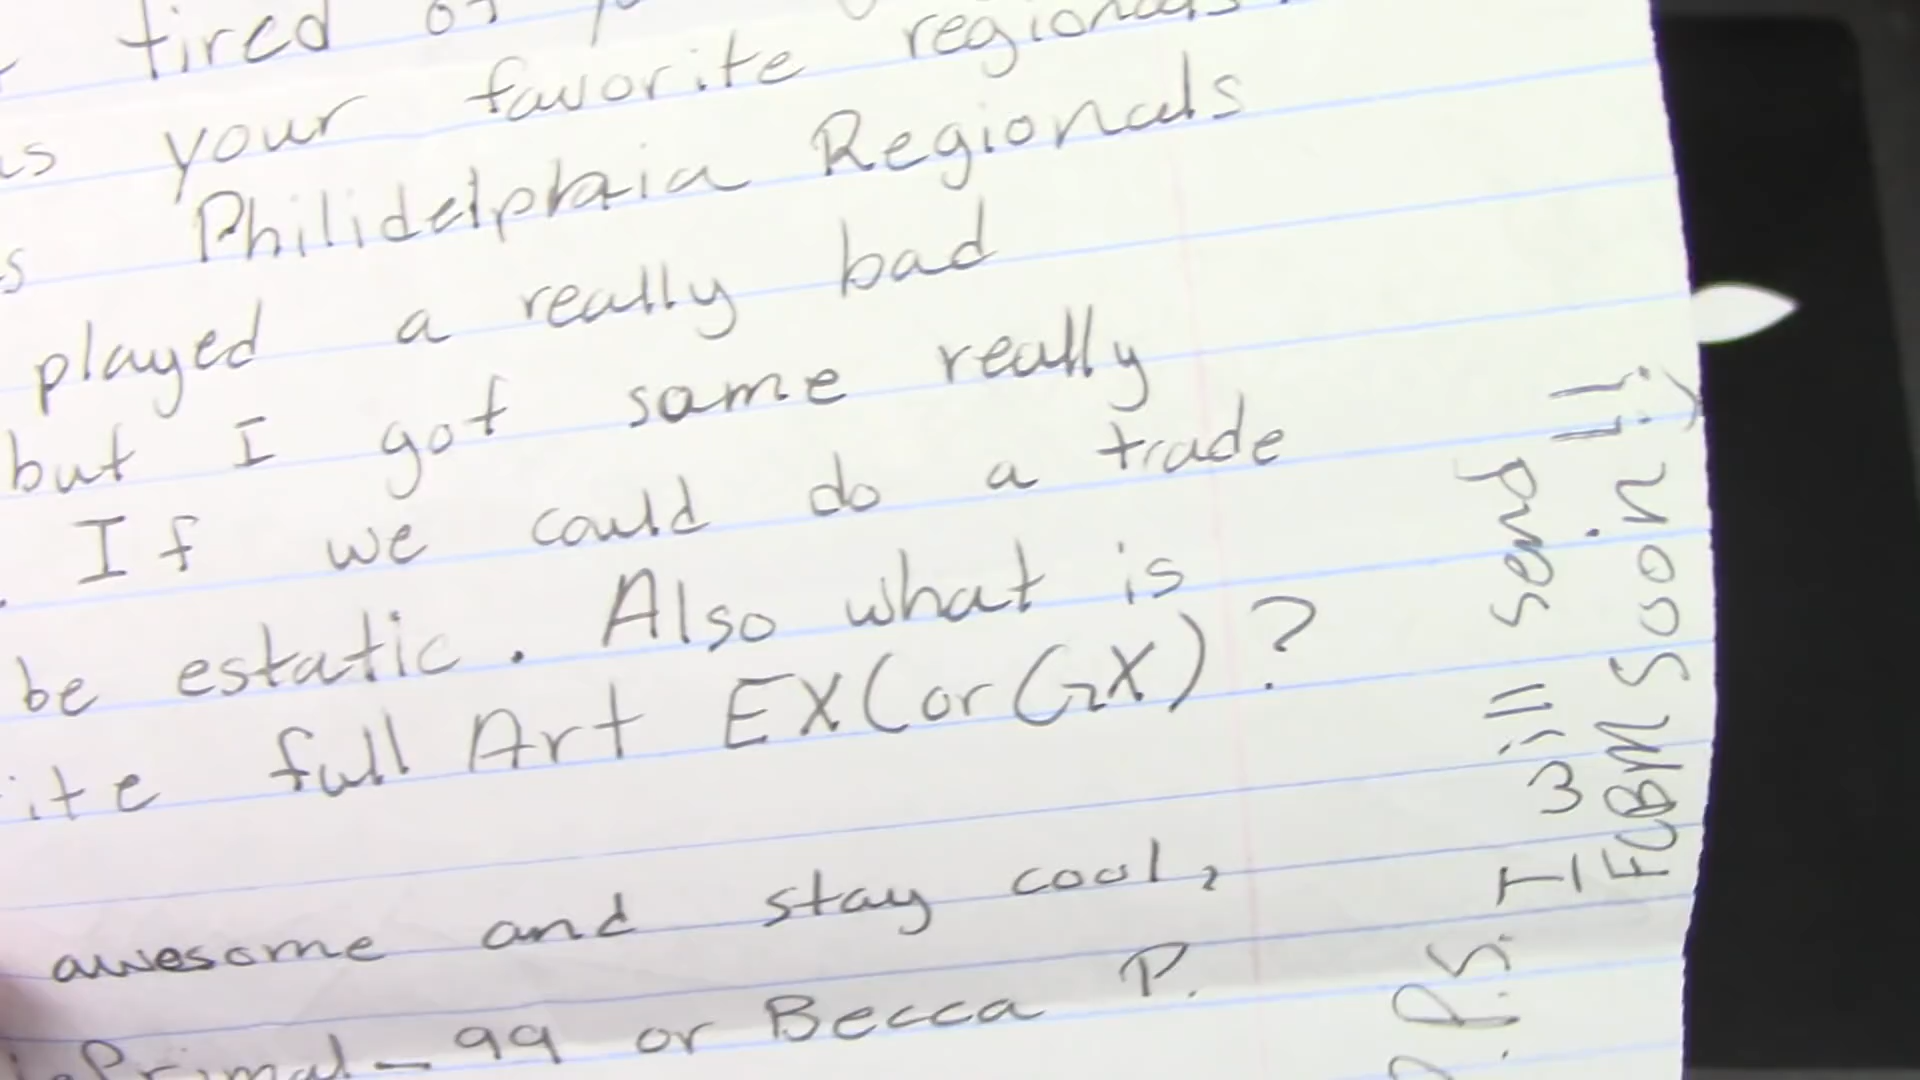 tired of
your favorite regionals
Philidelphia Regionals
played a really bad
but I got some really
. If we could do a trade
be estatic. Also what is
ite full Art EX(or GX)?
awesome and stay cool,
Primal_99 or Becca P.
P.S. I will send
FCBM soon!!